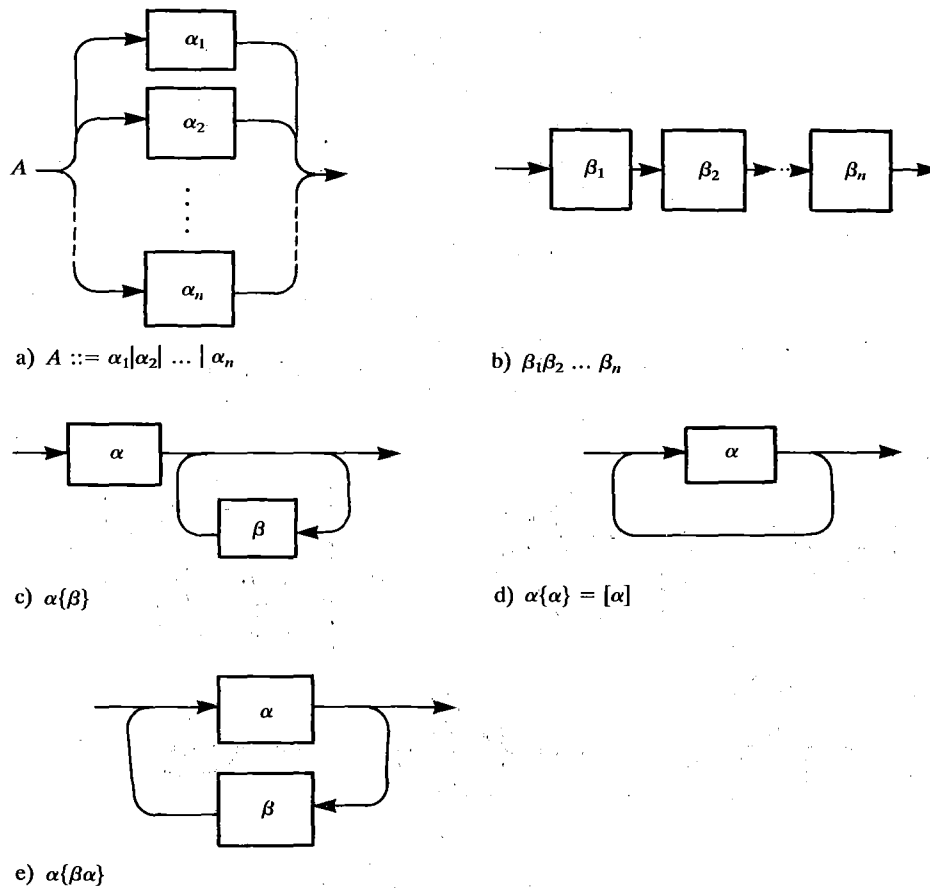 α₁
α₂
A
αₙ
a) A ::= α₁|α₂| ... | αₙ
β₁ β₂ βₙ
b) β₁β₂ ... βₙ
α
β
c) α{β}
α
d) α{α} = [α]
α
β
e) α{βα}